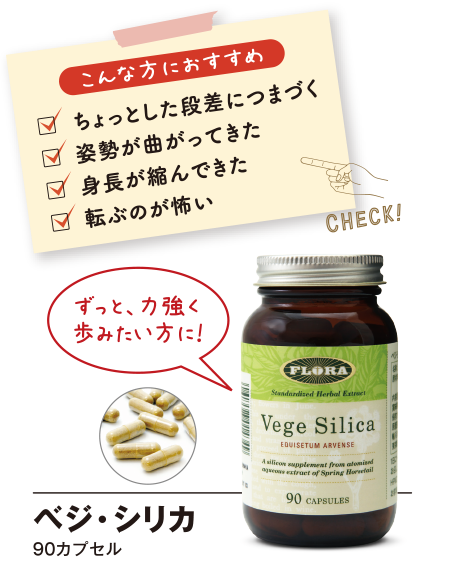 こんな方におすすめ
ちょっとした段差につまづく
姿勢が曲がってきた
身長が縮んできた
転ぶのが怖い
CHECK!
ずっと、力強く
歩みたい方に!
FLORA
Standardized Herbal Extract
Vege Silica
EQUISETUM ARVENSE
A silicon supplement from atomized
aqueous extract of Spring Horsetail
90 CAPSULES
ベジ・シリカ
90カプセル